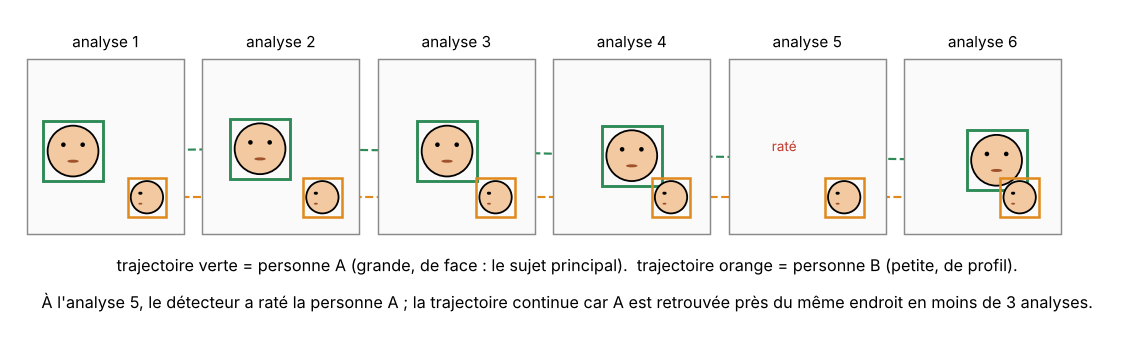 analyse 1 analyse 2 analyse 3 analyse 4 analyse 5 analyse 6
raté
trajectoire verte = personne A (grande, de face : le sujet principal).  trajectoire orange = personne B (petite, de profil).
À l'analyse 5, le détecteur a raté la personne A ; la trajectoire continue car A est retrouvée près du même endroit en moins de 3 analyses.